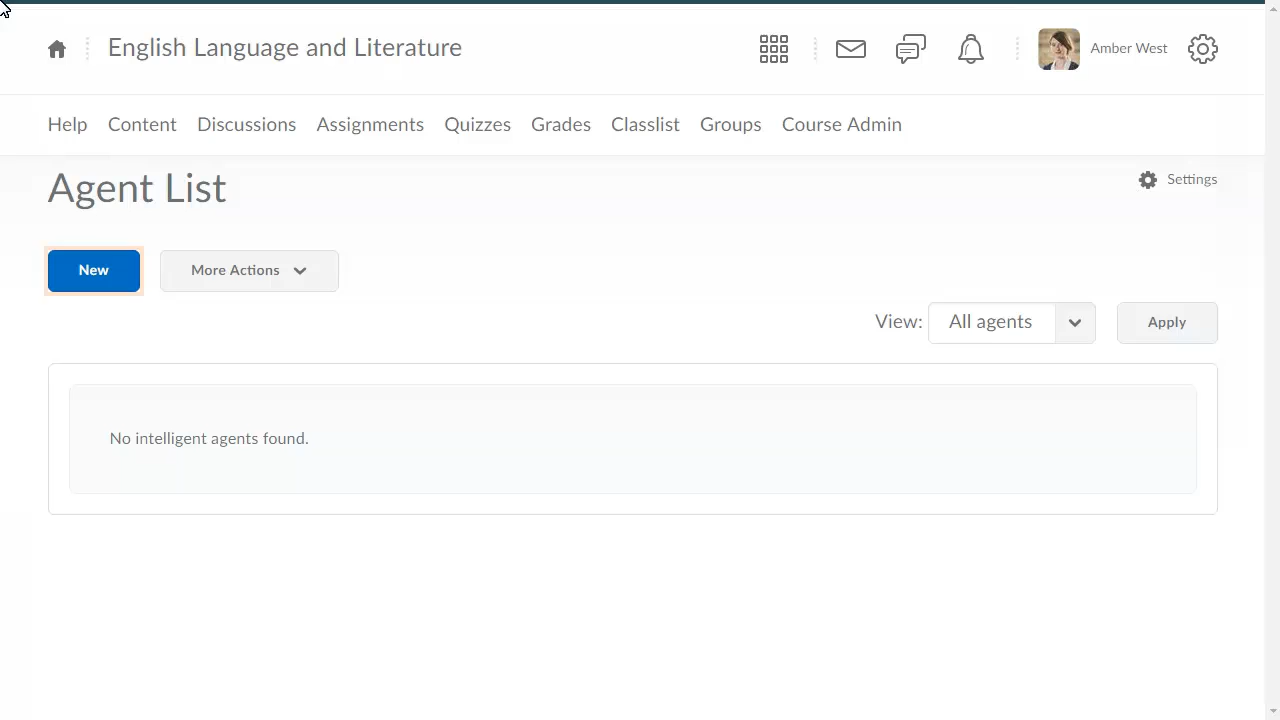 English Language and Literature
Amber West
Help Content Discussions Assignments Quizzes Grades Classlist Groups Course Admin
Agent List
Settings
New More Actions
View: All agents Apply
No intelligent agents found.